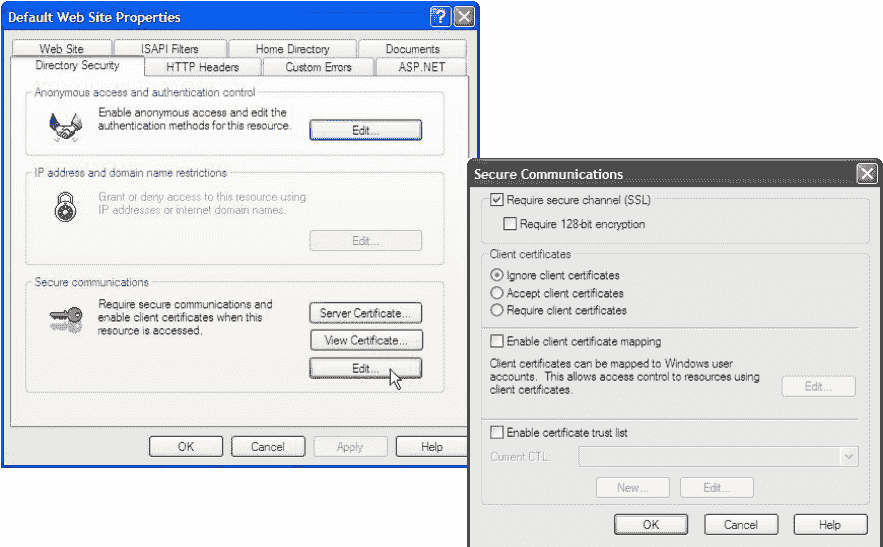 Default Web Site Properties
Web Site
ISAPI Filters
Home Directory
Documents
Directory Security
HTTP Headers
Custom Errors
ASP.NET
Anonymous access and authentication control
Enable anonymous access and edit the
authentication methods for this resource.
Edit...
IP address and domain name restrictions
Grant or deny access to this resource using
IP addresses or internet domain names.
Edit...
Secure communications
Require secure communications and
enable client certificates when this
resource is accessed.
Server Certificate...
View Certificate...
Edit...
OK
Cancel
Apply
Help
Secure Communications
Require secure channel (SSL)
Require 128-bit encryption
Client certificates
Ignore client certificates
Accept client certificates
Require client certificates
Enable client certificate mapping
Client certificates can be mapped to Windows user
accounts. This allows access control to resources using
client certificates.
Edit...
Enable certificate trust list
Current CTL:
New...
Edit...
OK
Cancel
Help